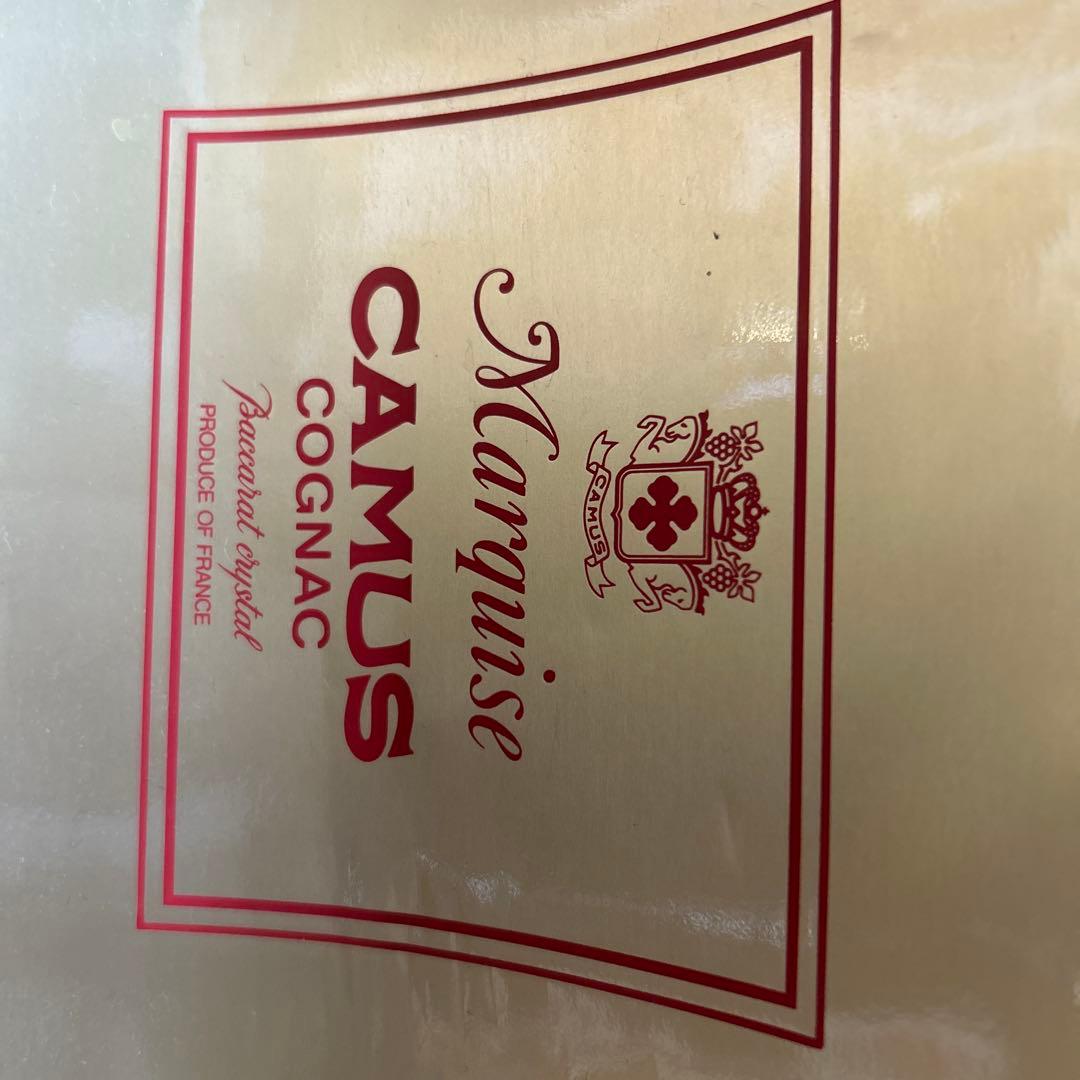 CAMUS
Marquise
CAMUS
COGNAC
Baccarat crystal
PRODUCE OF FRANCE